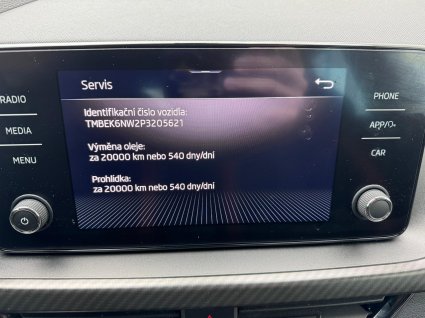 Servis
RADIO
MEDIA
MENU
Identifikační číslo vozidla:
TMBEK6NW2P3205621
Výměna oleje:
za 20000 km nebo 540 dny/dní
Prohlídka:
za 20000 km nebo 540 dny/dní
PHONE
APP/
CAR